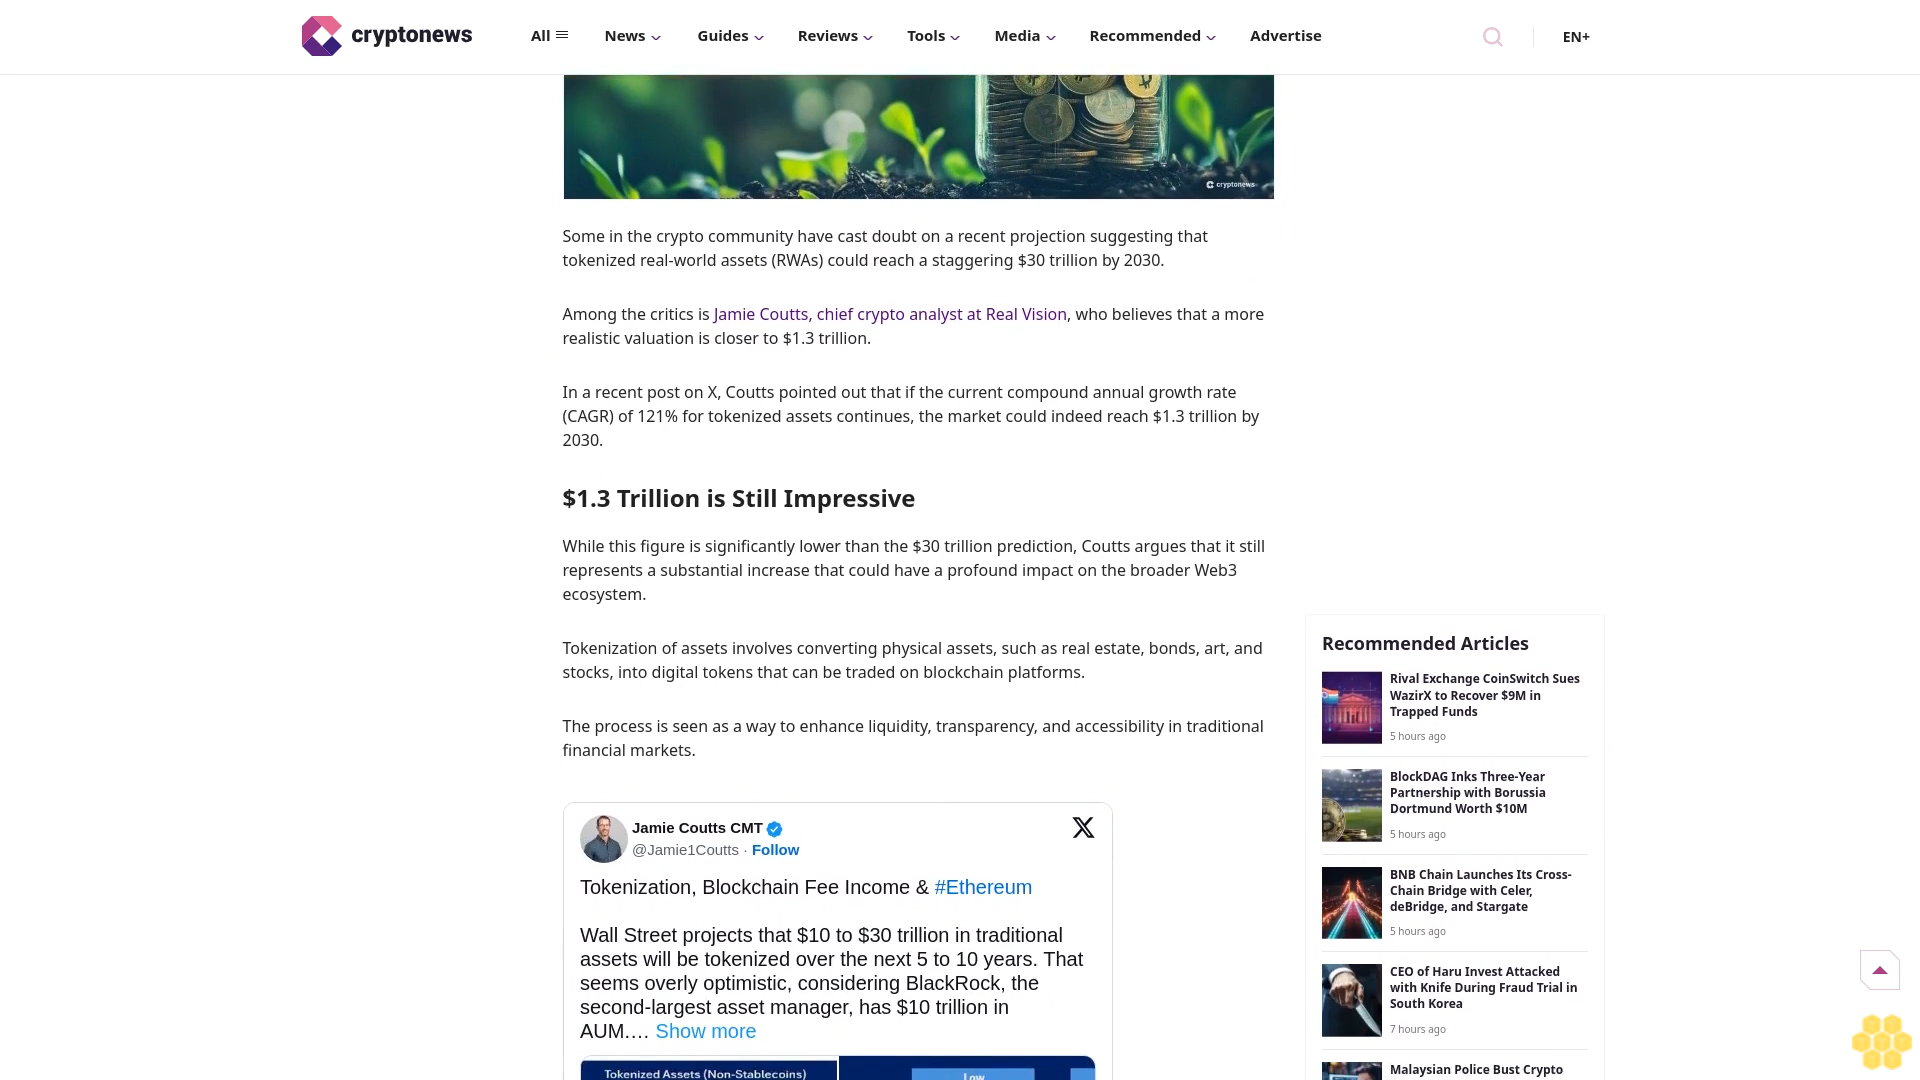 cryptonews
All
News
Guides
Reviews
Tools
Media
Recommended
Advertise
EN+
cryptonews
Some in the crypto community have cast doubt on a recent projection suggesting that
tokenized real-world assets (RWAs) could reach a staggering $30 trillion by 2030.
Among the critics is Jamie Coutts, chief crypto analyst at Real Vision, who believes that a more
realistic valuation is closer to $1.3 trillion.
In a recent post on X, Coutts pointed out that if the current compound annual growth rate
(CAGR) of 121% for tokenized assets continues, the market could indeed reach $1.3 trillion by
2030.
$1.3 Trillion is Still Impressive
While this figure is significantly lower than the $30 trillion prediction, Coutts argues that it still
represents a substantial increase that could have a profound impact on the broader Web3
ecosystem.
Tokenization of assets involves converting physical assets, such as real estate, bonds, art, and
stocks, into digital tokens that can be traded on blockchain platforms.
The process is seen as a way to enhance liquidity, transparency, and accessibility in traditional
financial markets.
Jamie Coutts CMT
@Jamie1Coutts · Follow
Tokenization, Blockchain Fee Income & #Ethereum
Wall Street projects that $10 to $30 trillion in traditional
assets will be tokenized over the next 5 to 10 years. That
seems overly optimistic, considering BlackRock, the
second-largest asset manager, has $10 trillion in
AUM.… Show more
Tokenized Assets (Non-Stablecoins)
Low
Recommended Articles
Rival Exchange CoinSwitch Sues
WazirX to Recover $9M in
Trapped Funds
5 hours ago
BlockDAG Inks Three-Year
Partnership with Borussia
Dortmund Worth $10M
5 hours ago
BNB Chain Launches Its Cross-
Chain Bridge with Celer,
deBridge, and Stargate
5 hours ago
CEO of Haru Invest Attacked
with Knife During Fraud Trial in
South Korea
7 hours ago
Malaysian Police Bust Crypto